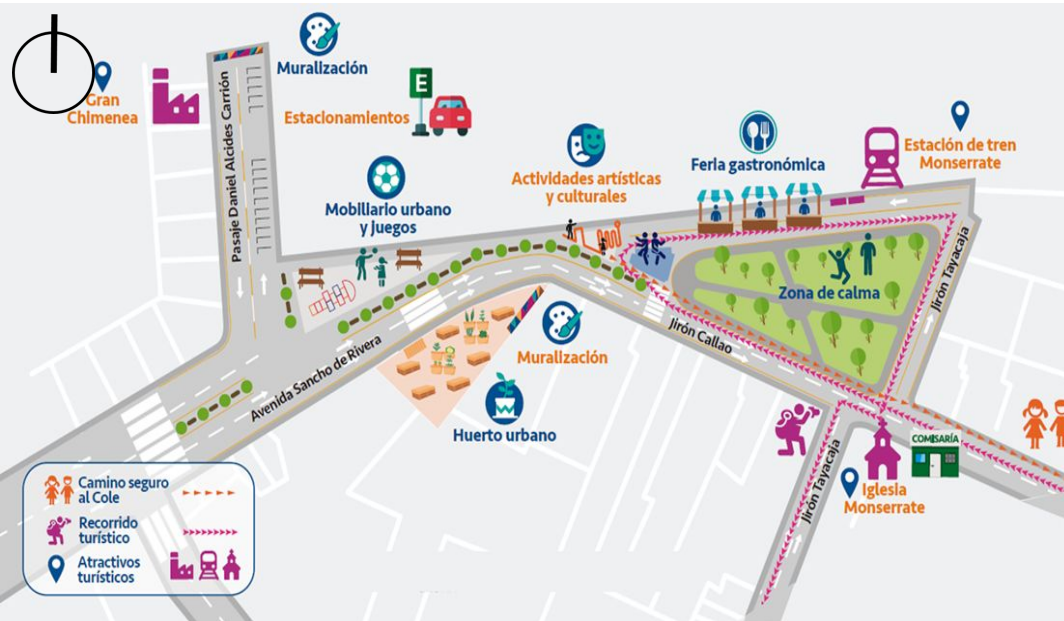 Muralización
Gran
Chimenea
Pasaje Daniel Alcides Carrión
E
Estacionamientos
Mobiliario urbano
y Juegos
Actividades artísticas
y culturales
Feria gastronómica
Estación de tren
Monserrate
Zona de calma
Jirón Tayacaja
Jirón Callao
Avenida Sancho de Rivera
Muralización
Huerto urbano
COMISARÍA
Iglesia
Monserrate
Jirón Tayacaja
Camino seguro
al Cole
Recorrido
turístico
Atractivos
turísticos